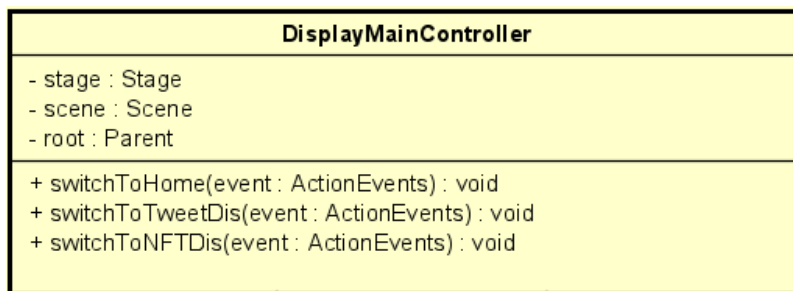 DisplayMainController
- stage : Stage
- scene : Scene
- root : Parent
+ switchToHome(event : ActionEvents) : void
+ switchToTweetDis(event : ActionEvents) : void
+ switchToNFTDis(event : ActionEvents) : void